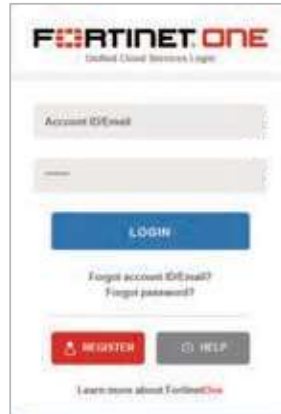 FORTINET ONE
Unified Cloud Services Login
Account ID/Email
LOGIN
Forgot account ID/Email?
Forgot password?
REGISTER
HELP
Learn more about FortinetOne